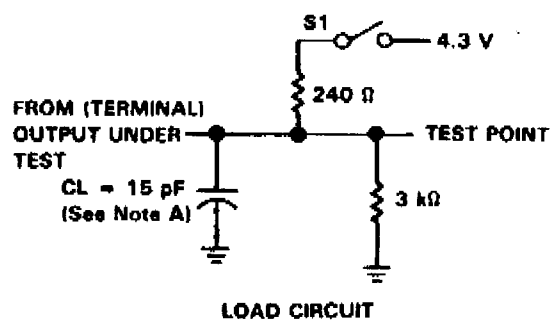 S1
4.3 V
240 Ω
FROM (TERMINAL)
OUTPUT UNDER
TEST
TEST POINT
CL = 15 pF
(See Note A)
3 kΩ
LOAD CIRCUIT